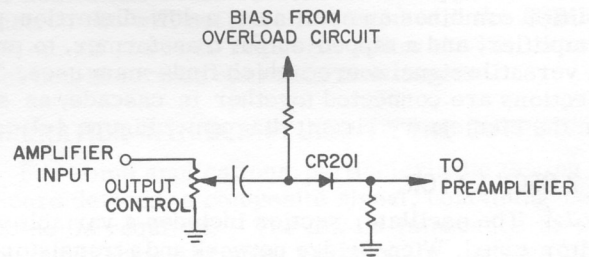 BIAS FROM
OVERLOAD CIRCUIT
CR201
AMPLIFIER
INPUT
OUTPUT
CONTROL
TO
PREAMPLIFIER